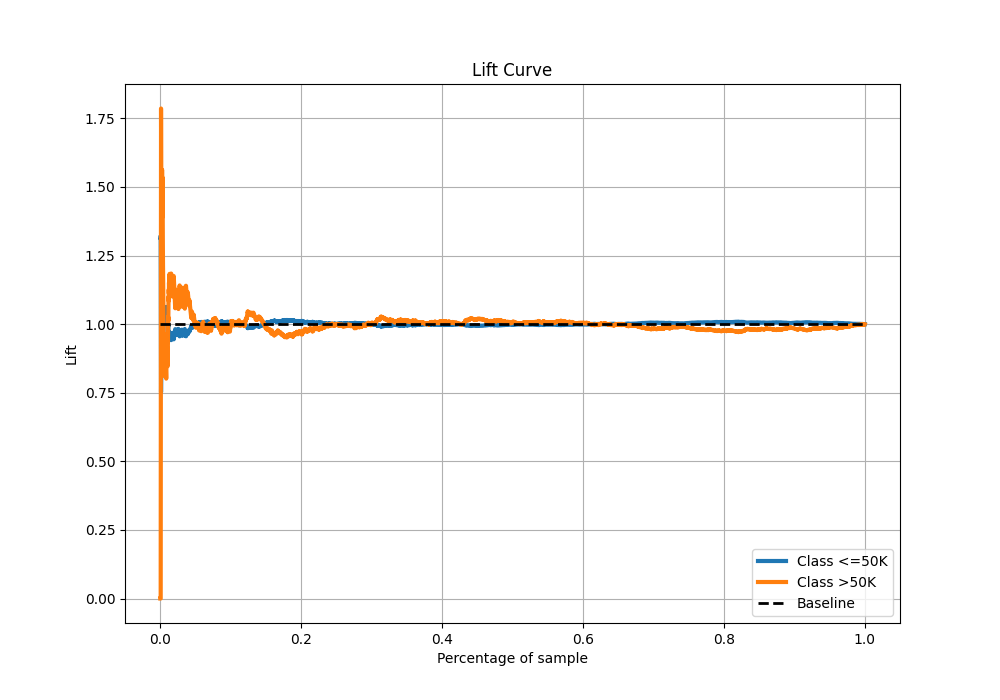 Lift Curve
1.75
1.50
1.25
1.00
0.75
0.50
0.25
0.00
Lift
0.0 0.2 0.4 0.6 0.8 1.0
Percentage of sample
Class <=50K
Class >50K
Baseline